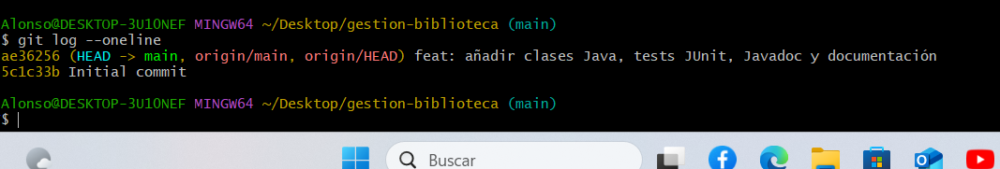 Alonso@DESKTOP-3U10NEF MINGW64 ~/Desktop/gestion-biblioteca (main)
$ git log --oneline
ae36256 (HEAD -> main, origin/main, origin/HEAD) feat: añadir clases Java, tests JUnit, Javadoc y documentación
5c1c33b Initial commit
Alonso@DESKTOP-3U10NEF MINGW64 ~/Desktop/gestion-biblioteca (main)
$
Buscar